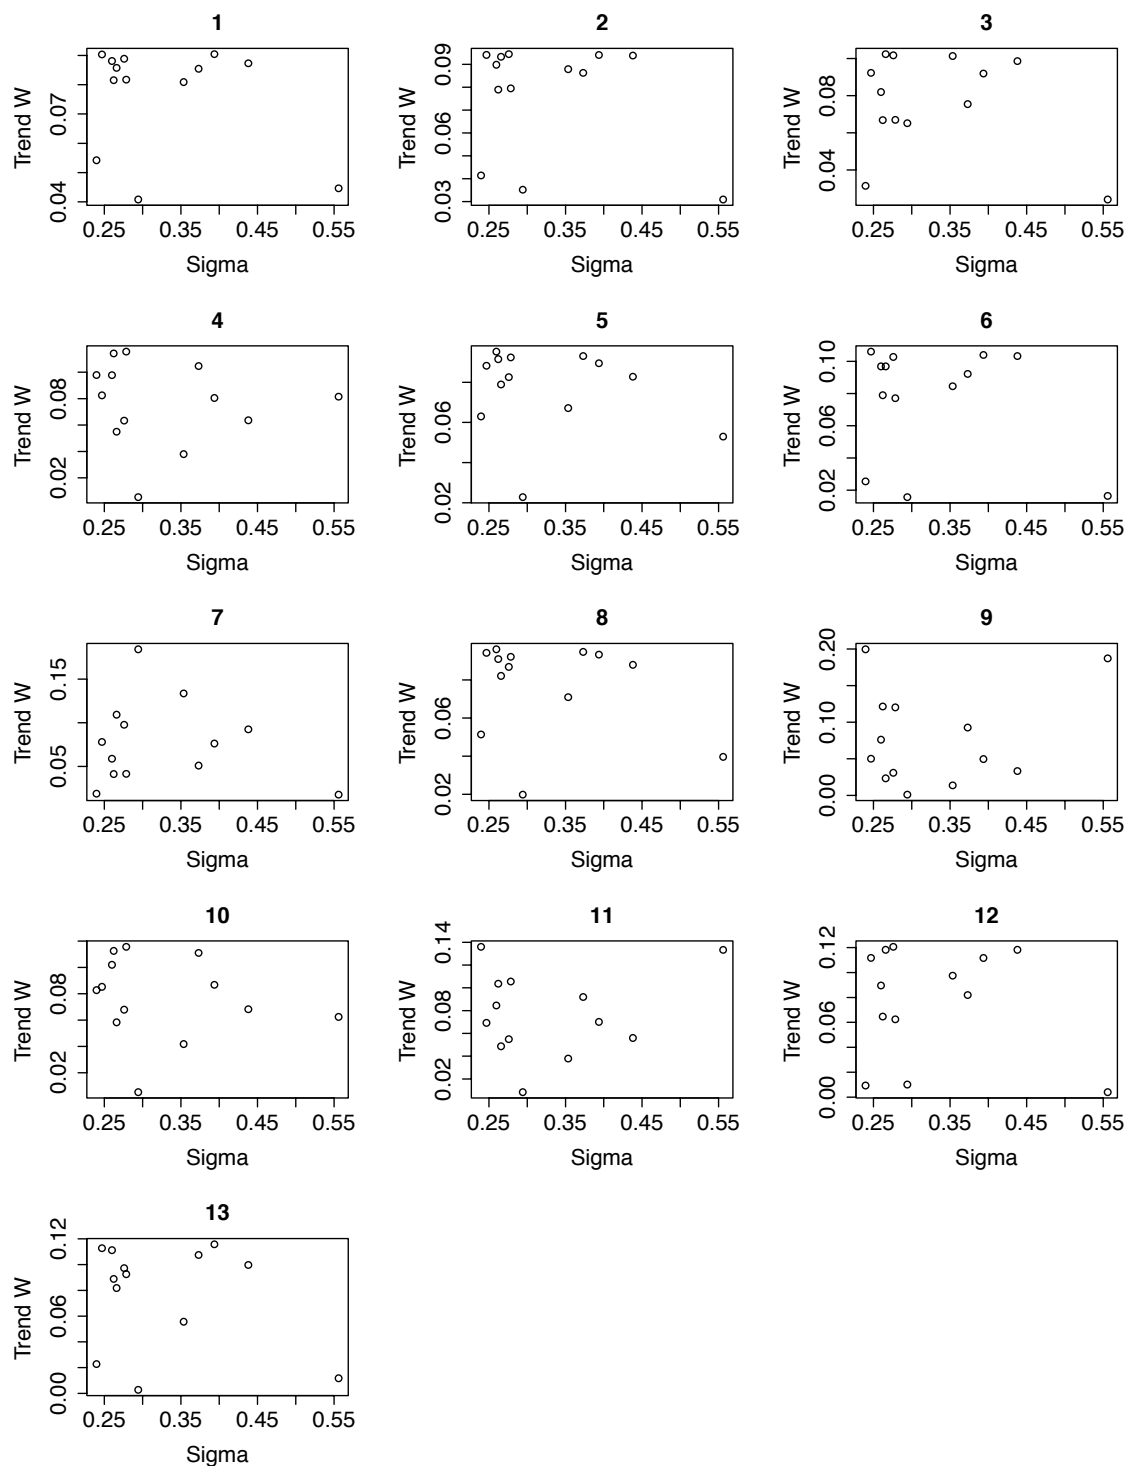 1 2 3
Trend W 0.04 0.07 Trend W 0.03 0.06 0.09 Trend W 0.04 0.08
0.25 0.35 0.45 0.55 0.25 0.35 0.45 0.55 0.25 0.35 0.45 0.55
Sigma Sigma Sigma
4 5 6
Trend W 0.02 0.08 Trend W 0.02 0.06 Trend W 0.02 0.06 0.10
0.25 0.35 0.45 0.55 0.25 0.35 0.45 0.55 0.25 0.35 0.45 0.55
Sigma Sigma Sigma
7 8 9
Trend W 0.05 0.15 Trend W 0.02 0.06 Trend W 0.00 0.10 0.20
0.25 0.35 0.45 0.55 0.25 0.35 0.45 0.55 0.25 0.35 0.45 0.55
Sigma Sigma Sigma
10 11 12
Trend W 0.02 0.08 Trend W 0.02 0.08 0.14 Trend W 0.00 0.06 0.12
0.25 0.35 0.45 0.55 0.25 0.35 0.45 0.55 0.25 0.35 0.45 0.55
Sigma Sigma Sigma
13
Trend W 0.00 0.06 0.12
0.25 0.35 0.45 0.55
Sigma